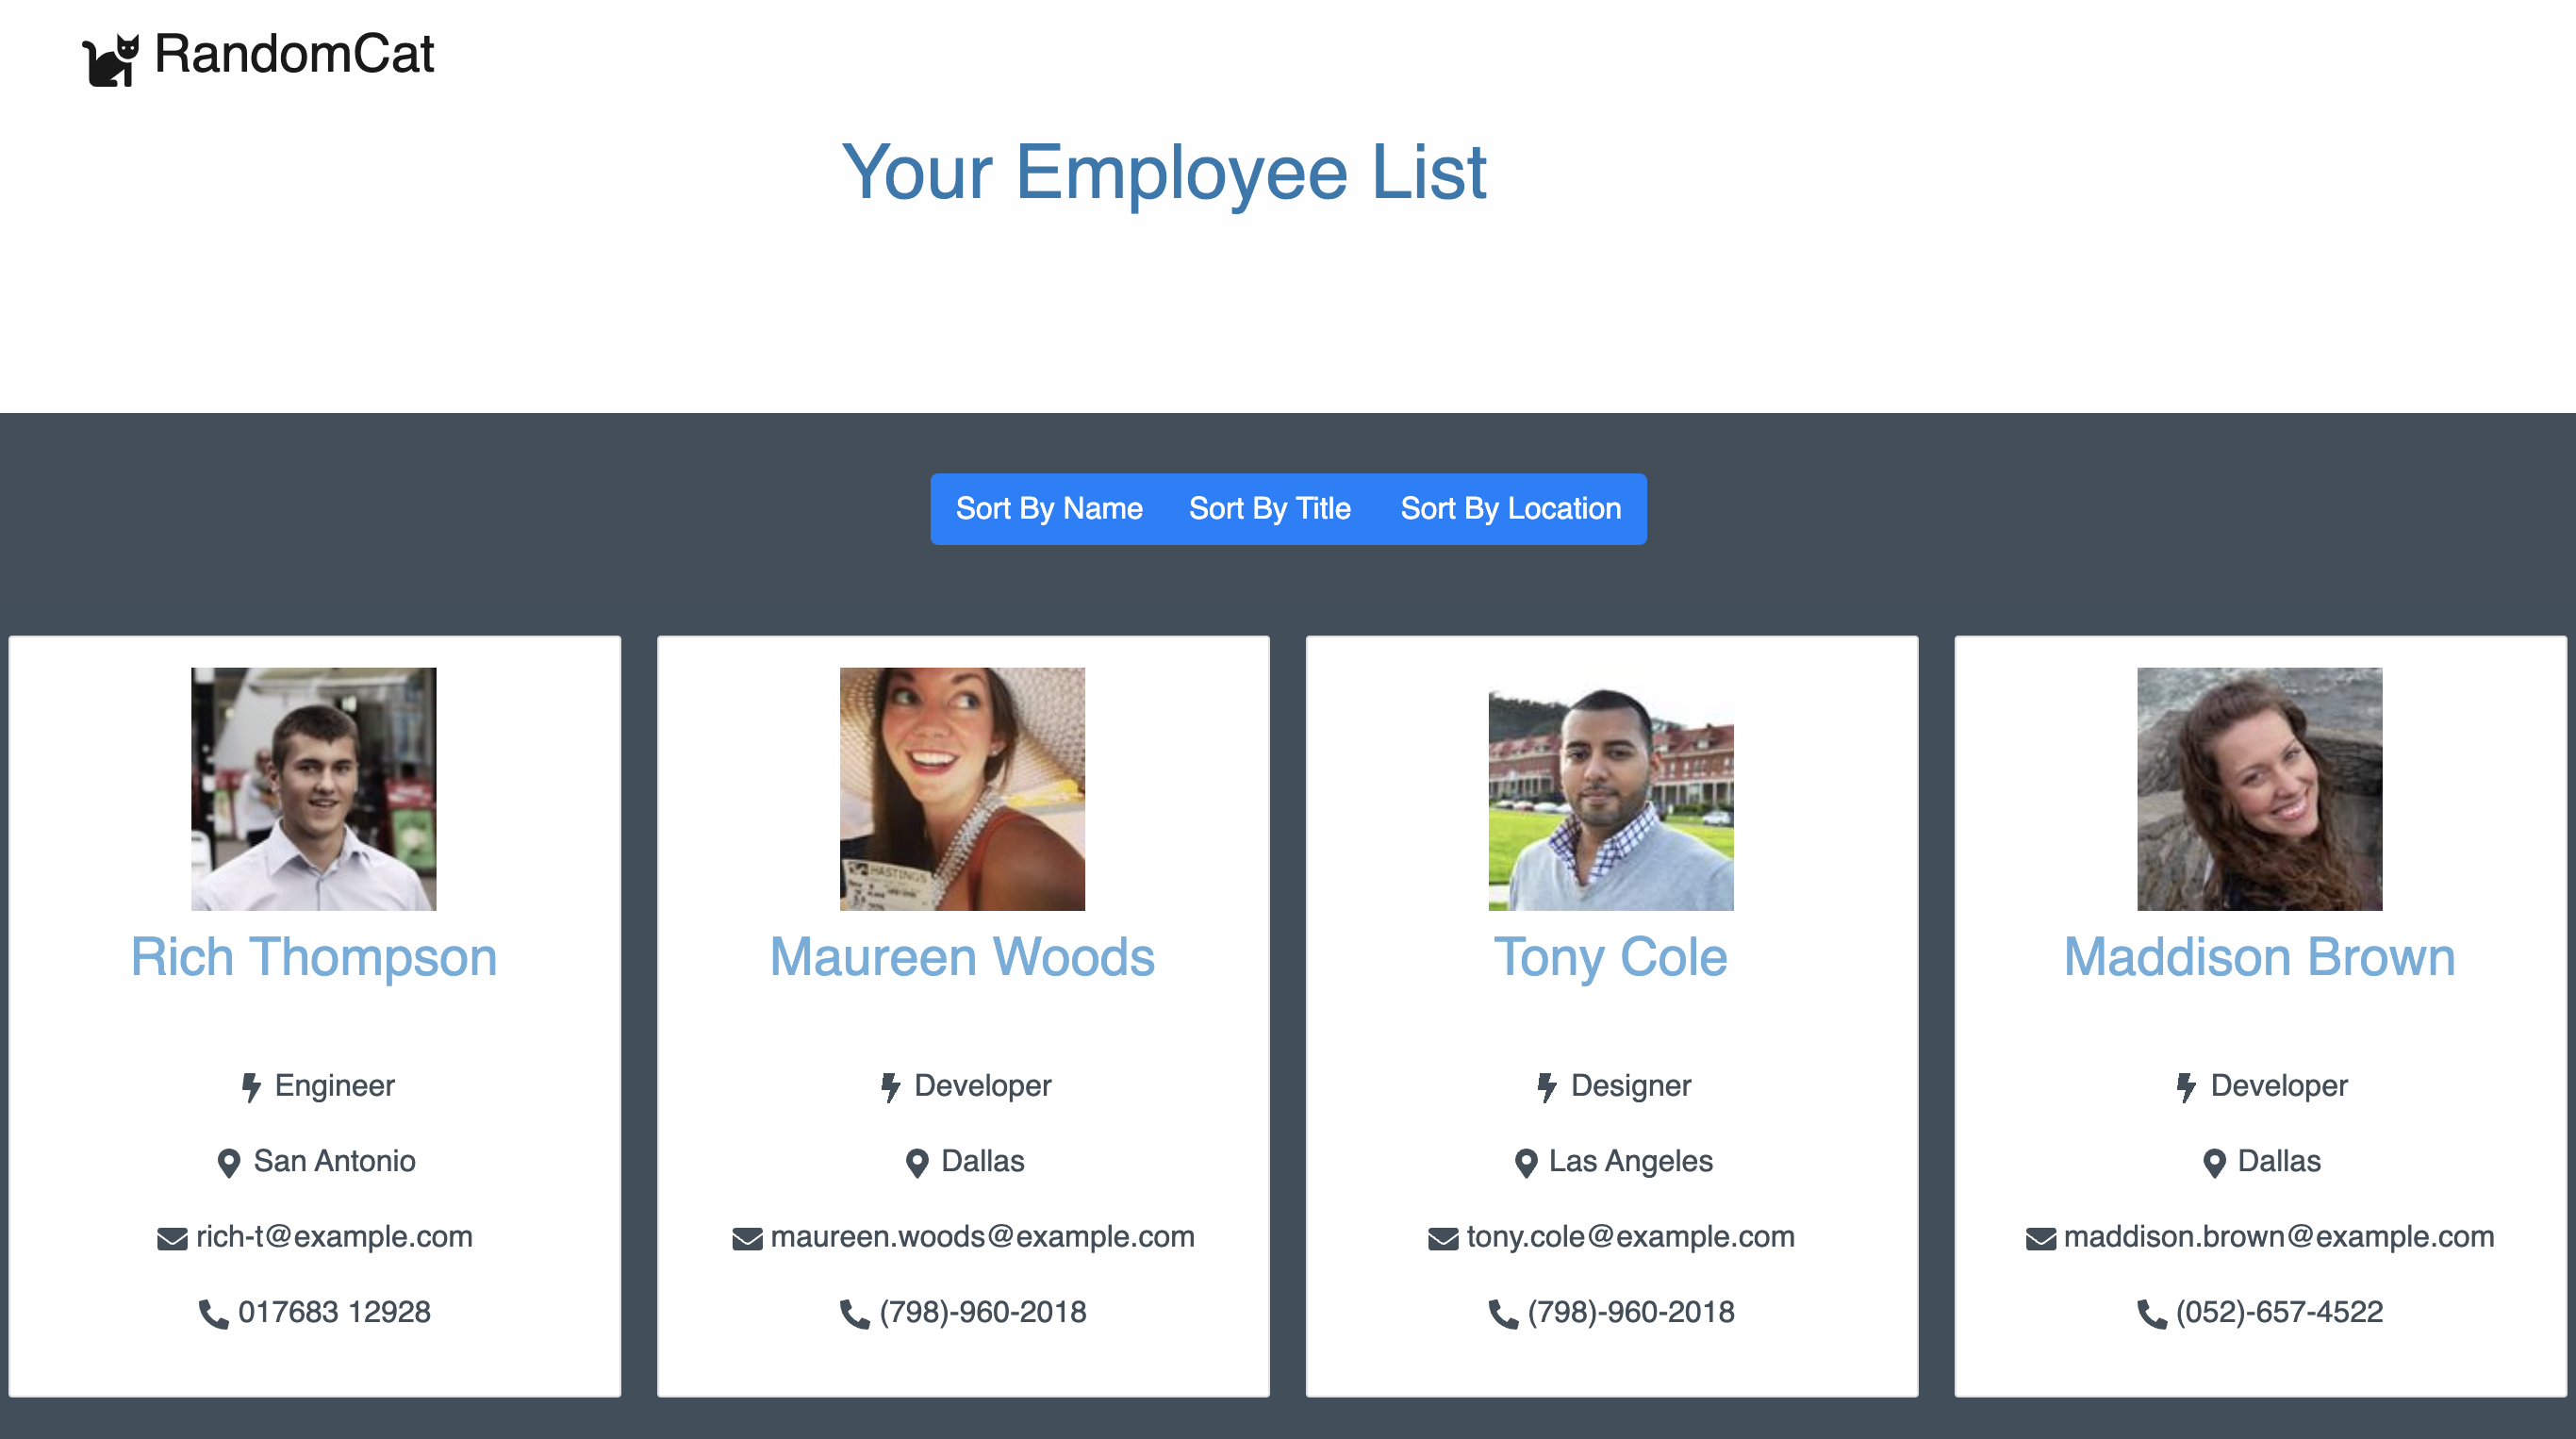 RandomCat
Your Employee List
Sort By Name Sort By Title Sort By Location
HASTINGS
Rich Thompson
Engineer
San Antonio
rich-t@example.com
017683 12928
Maureen Woods
Developer
Dallas
maureen.woods@example.com
(798)-960-2018
Tony Cole
Designer
Las Angeles
tony.cole@example.com
(798)-960-2018
Maddison Brown
Developer
Dallas
maddison.brown@example.com
(052)-657-4522